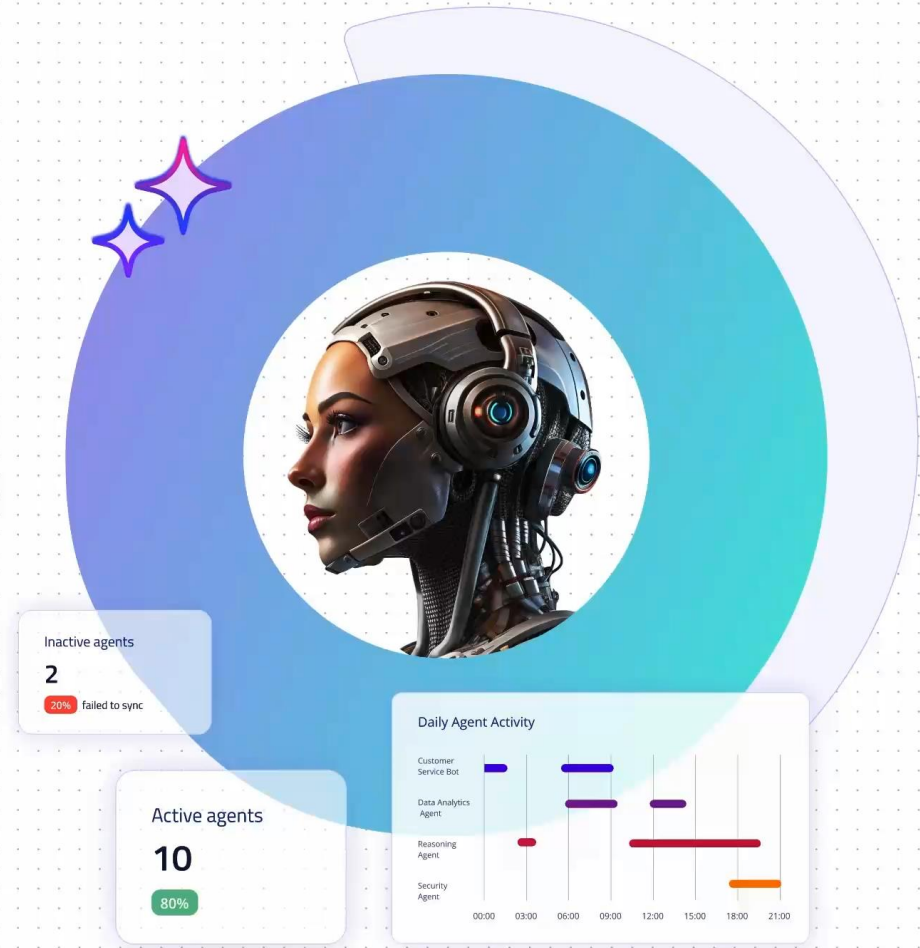 Inactive agents
2
20% failed to sync
Active agents
10
80%
Daily Agent Activity
Customer
Service Bot
Data Analytics
Agent
Reasoning
Agent
Security
Agent
00:00 03:00 06:00 09:00 12:00 15:00 18:00 21:00